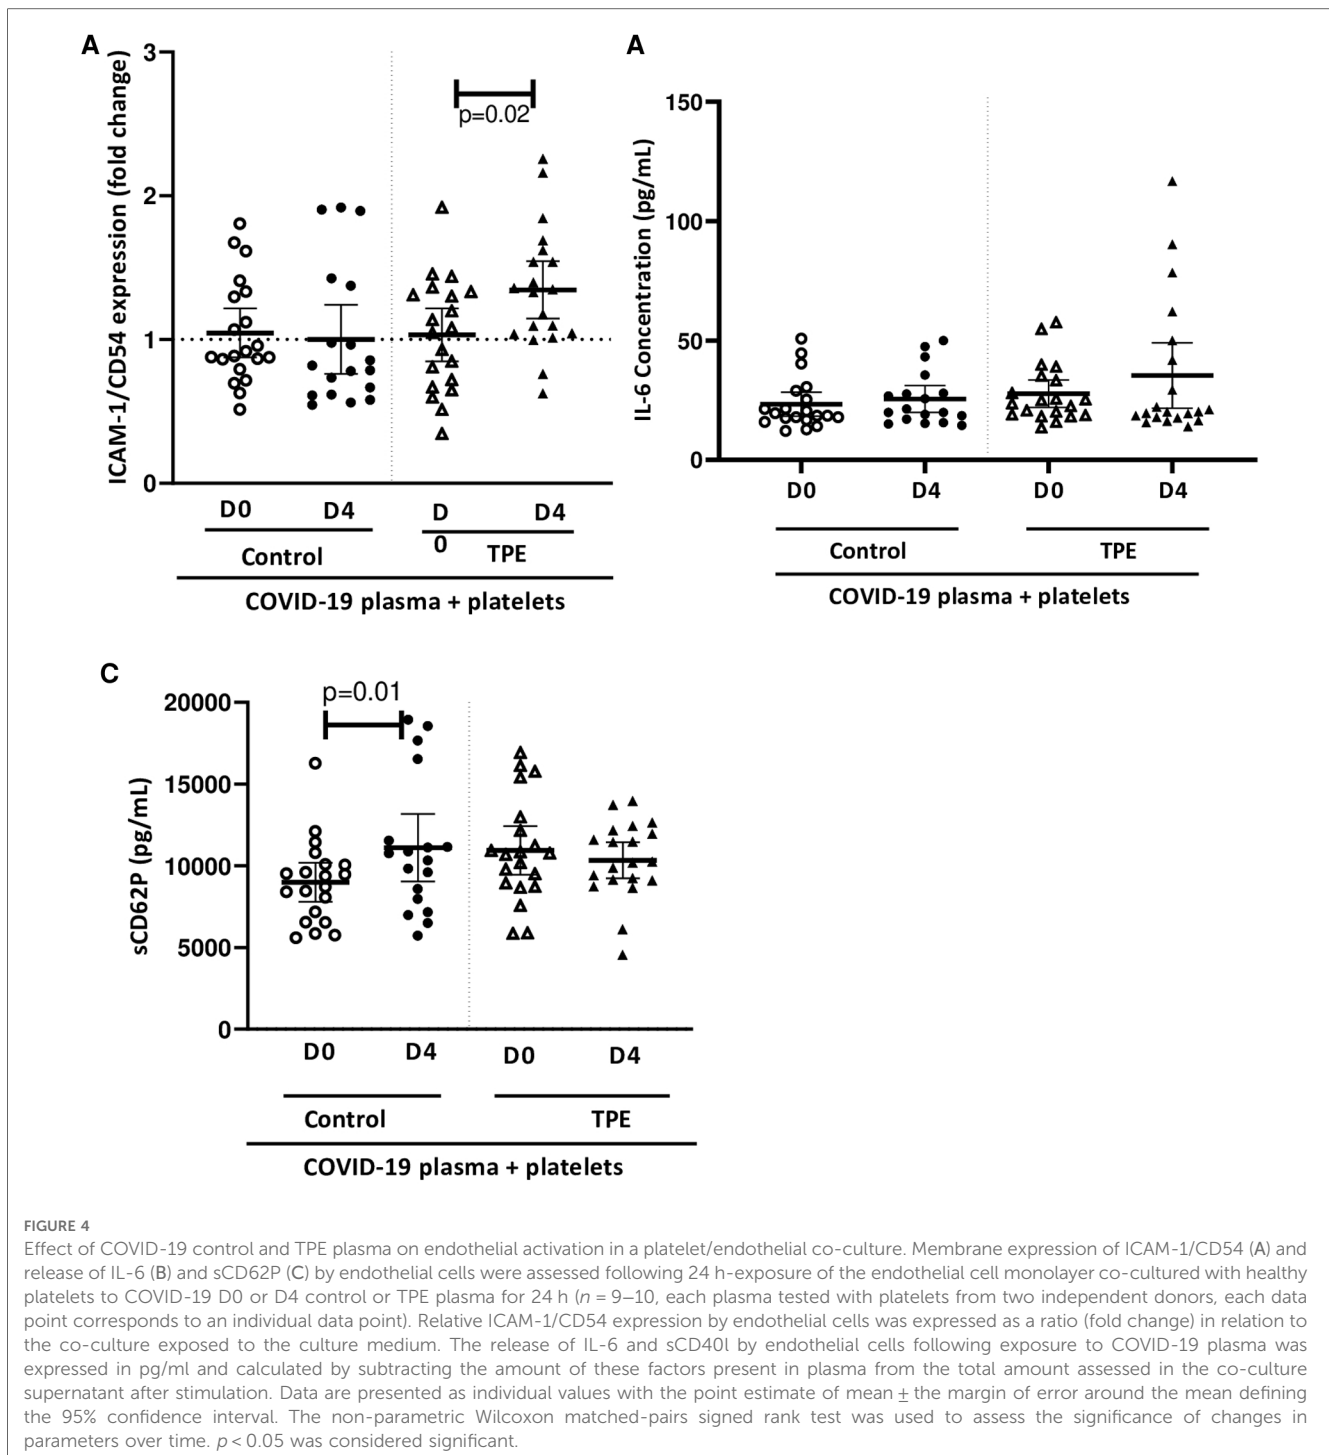 A
ICAM-1/CD54 expression (fold change)
3
2
1
0
p=0.02
D0
D4
D
0
D4
Control
TPE
COVID-19 plasma + platelets
A
IL-6 Concentration (pg/mL)
150
100
50
0
D0
D4
D0
D4
Control
TPE
COVID-19 plasma + platelets
C
sCD62P (pg/mL)
20000
15000
10000
5000
0
p=0.01
D0
D4
D0
D4
Control
TPE
COVID-19 plasma + platelets
FIGURE 4
Effect of COVID-19 control and TPE plasma on endothelial activation in a platelet/endothelial co-culture. Membrane expression of ICAM-1/CD54 (A) and
release of IL-6 (B) and sCD62P (C) by endothelial cells were assessed following 24 h-exposure of the endothelial cell monolayer co-cultured with healthy
platelets to COVID-19 D0 or D4 control or TPE plasma for 24 h (n = 9–10, each plasma tested with platelets from two independent donors, each data
point corresponds to an individual data point). Relative ICAM-1/CD54 expression by endothelial cells was expressed as a ratio (fold change) in relation to
the co-culture exposed to the culture medium. The release of IL-6 and sCD40l by endothelial cells following exposure to COVID-19 plasma was
expressed in pg/ml and calculated by subtracting the amount of these factors present in plasma from the total amount assessed in the co-culture
supernatant after stimulation. Data are presented as individual values with the point estimate of mean ± the margin of error around the mean defining
the 95% confidence interval. The non-parametric Wilcoxon matched-pairs signed rank test was used to assess the significance of changes in
parameters over time. p < 0.05 was considered significant.